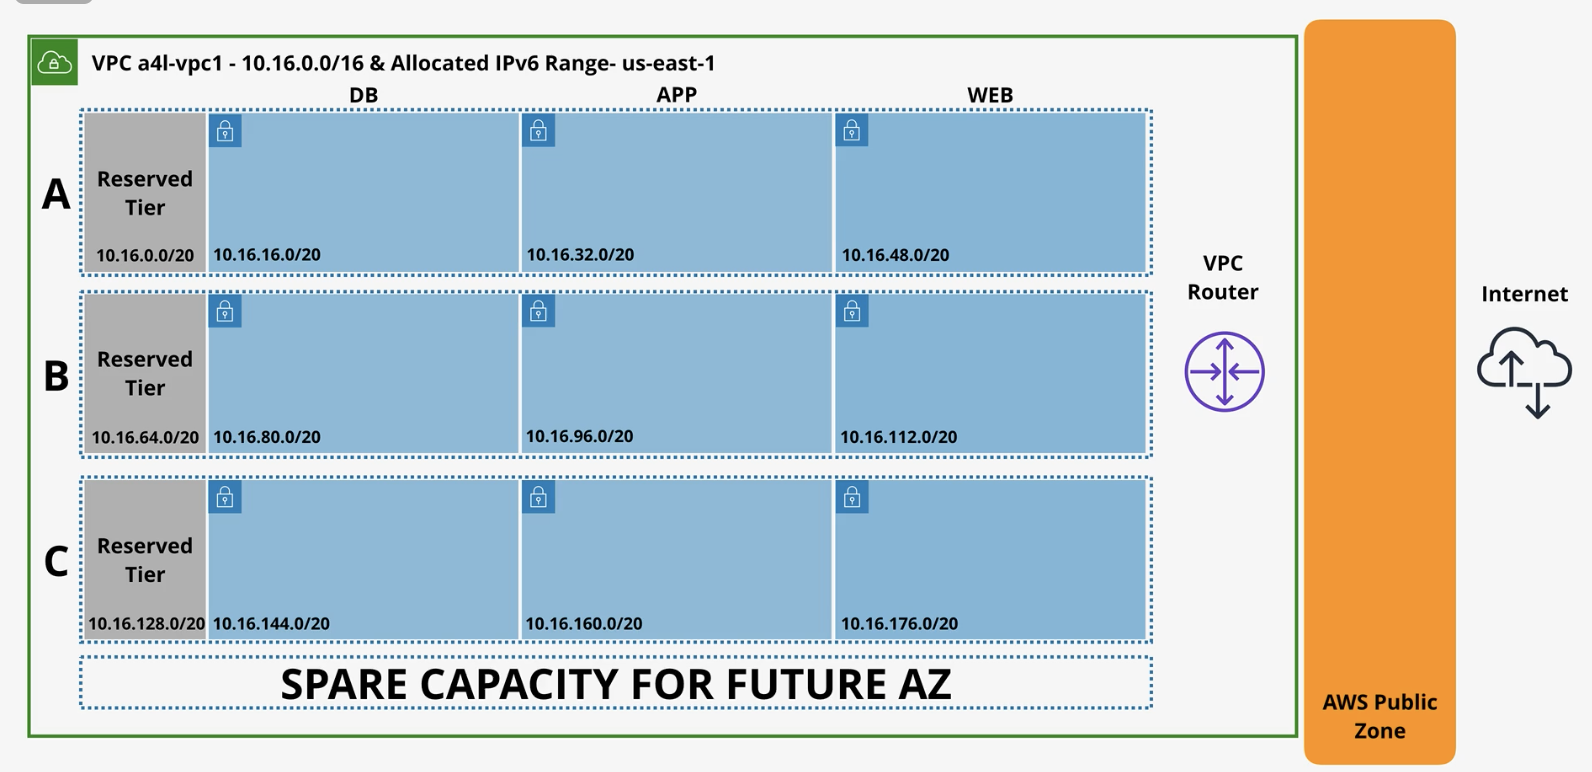 VPC a4l-vpc1 - 10.16.0.0/16 & Allocated IPv6 Range- us-east-1
DB
APP
WEB
A
Reserved
Tier
10.16.0.0/20
10.16.16.0/20
10.16.32.0/20
10.16.48.0/20
B
Reserved
Tier
10.16.64.0/20
10.16.80.0/20
10.16.96.0/20
10.16.112.0/20
C
Reserved
Tier
10.16.128.0/20
10.16.144.0/20
10.16.160.0/20
10.16.176.0/20
SPARE CAPACITY FOR FUTURE AZ
VPC
Router
AWS Public
Zone
Internet